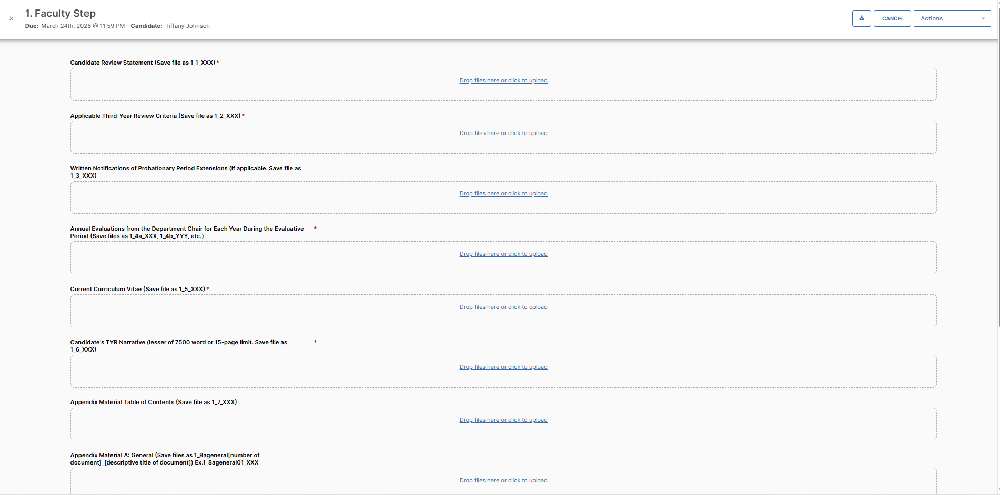 1. Faculty Step
Due: March 24th, 2026 @ 11:59 PM Candidate: Tiffany Johnson
CANCEL
Actions
Candidate Review Statement (Save file as 1_1_XXX) *
Drop files here or click to upload
Applicable Third-Year Review Criteria (Save file as 1_2_XXX) *
Drop files here or click to upload
Written Notifications of Probationary Period Extensions (if applicable. Save file as
1_3_XXX)
Drop files here or click to upload
Annual Evaluations from the Department Chair for Each Year During the Evaluative *
Period (Save files as 1_4a_XXX, 1_4b_YYY, etc.)
Drop files here or click to upload
Current Curriculum Vitae (Save file as 1_5_XXX) *
Drop files here or click to upload
Candidate's TYR Narrative (lesser of 7500 word or 15-page limit. Save file as *
1_6_XXX)
Drop files here or click to upload
Appendix Material Table of Contents (Save file as 1_7_XXX)
Drop files here or click to upload
Appendix Material A: General (Save files as 1_8ageneral[number of
document]_[descriptive title of document]) Ex.1_8ageneral01_XXX
Drop files here or click to upload